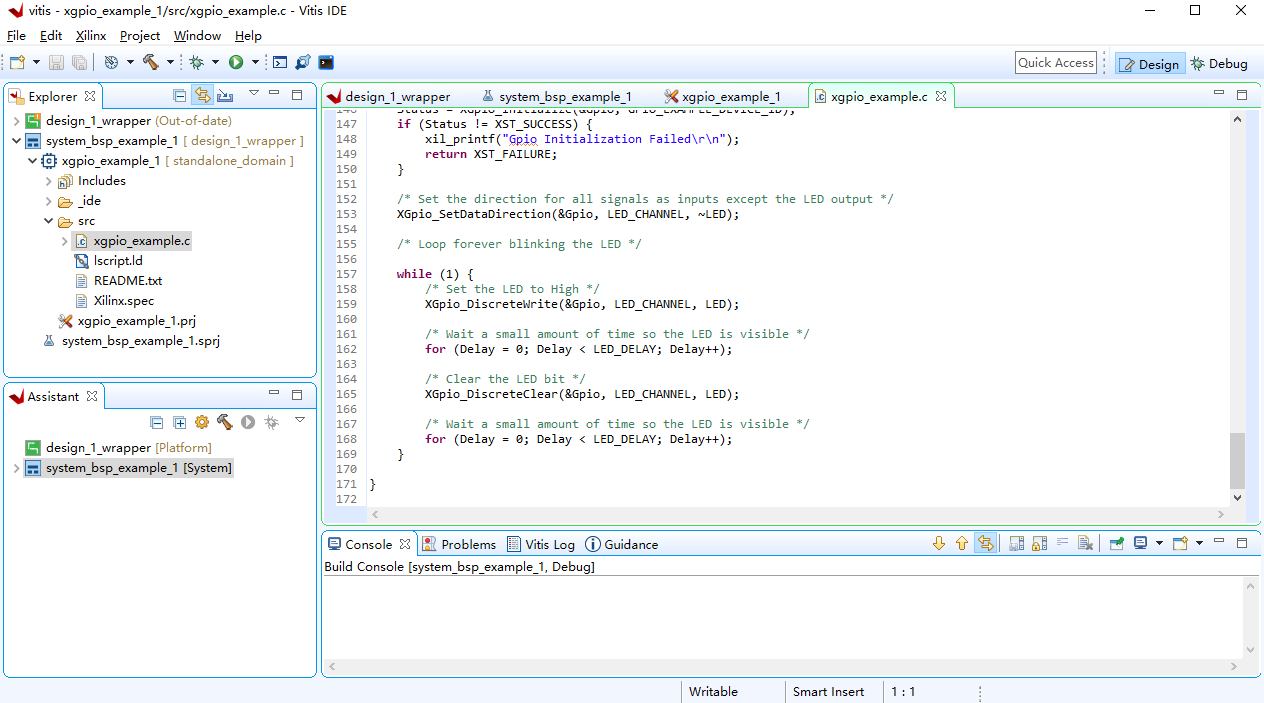 vitis - xgpio_example_1/src/xgpio_example.c - Vitis IDE
File Edit Xilinx Project Window Help
Quick Access Design Debug
Explorer
design_1_wrapper (Out-of-date)
system_bsp_example_1 [ design_1_wrapper ]
xgpio_example_1 [ standalone_domain ]
Includes
_ide
src
xgpio_example.c
lscript.ld
README.txt
Xilinx.spec
xgpio_example_1.prj
system_bsp_example_1.sprj
Assistant
design_1_wrapper [Platform]
system_bsp_example_1 [System]
design_1_wrapper system_bsp_example_1 xgpio_example_1 xgpio_example.c
146 Status = XGpio_Initialize(&Gpio, GPIO_EXAMPLE_DEVICE_ID);
147 if (Status != XST_SUCCESS) {
148 xil_printf("Gpio Initialization Failed\r\n");
149 return XST_FAILURE;
150 }
151
152 /* Set the direction for all signals as inputs except the LED output */
153 XGpio_SetDataDirection(&Gpio, LED_CHANNEL, ~LED);
154
155 /* Loop forever blinking the LED */
156
157 while (1) {
158 /* Set the LED to High */
159 XGpio_DiscreteWrite(&Gpio, LED_CHANNEL, LED);
160
161 /* Wait a small amount of time so the LED is visible */
162 for (Delay = 0; Delay < LED_DELAY; Delay++);
163
164 /* Clear the LED bit */
165 XGpio_DiscreteClear(&Gpio, LED_CHANNEL, LED);
166
167 /* Wait a small amount of time so the LED is visible */
168 for (Delay = 0; Delay < LED_DELAY; Delay++);
169 }
170
171 }
172
Console Problems Vitis Log Guidance
Build Console [system_bsp_example_1, Debug]
Writable Smart Insert 1 : 1